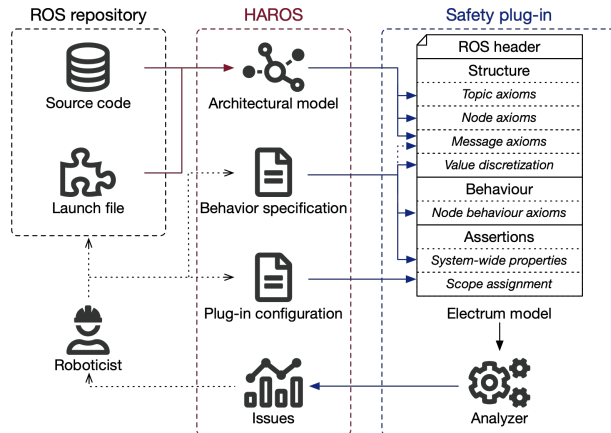 ROS repository
HAROS
Safety plug-in
Source code
Launch file
Roboticist
Architectural model
Behavior specification
Plug-in configuration
Issues
ROS header
Structure
Topic axioms
Node axioms
Message axioms
Value discretization
Behaviour
Node behaviour axioms
Assertions
System-wide properties
Scope assignment
Electrum model
Analyzer